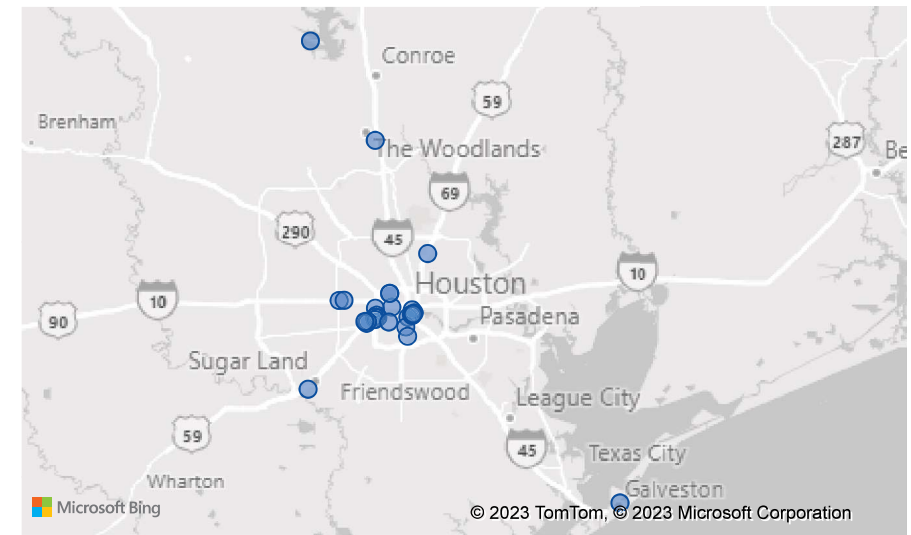 Conroe
59
Brenham
287
The Woodlands
Be
69
290
45
Houston
10
10
90
Pasadena
Sugar Land
Friendswood
League City
59
45
Texas City
Wharton
Galveston
Microsoft Bing
© 2023 TomTom, © 2023 Microsoft Corporation